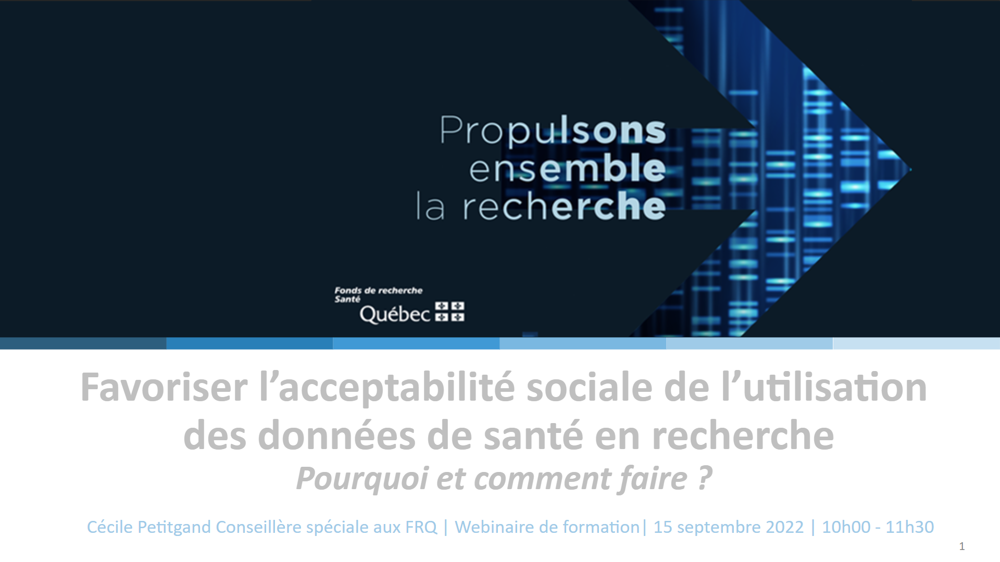 Propulsons
ensemble
la recherche
Fonds de recherche
Santé
Québec
Favoriser l’acceptabilité sociale de l’utilisation
des données de santé en recherche
Pourquoi et comment faire ?
Cécile Petitgand Conseillère spéciale aux FRQ | Webinaire de formation| 15 septembre 2022 | 10h00 - 11h30
1